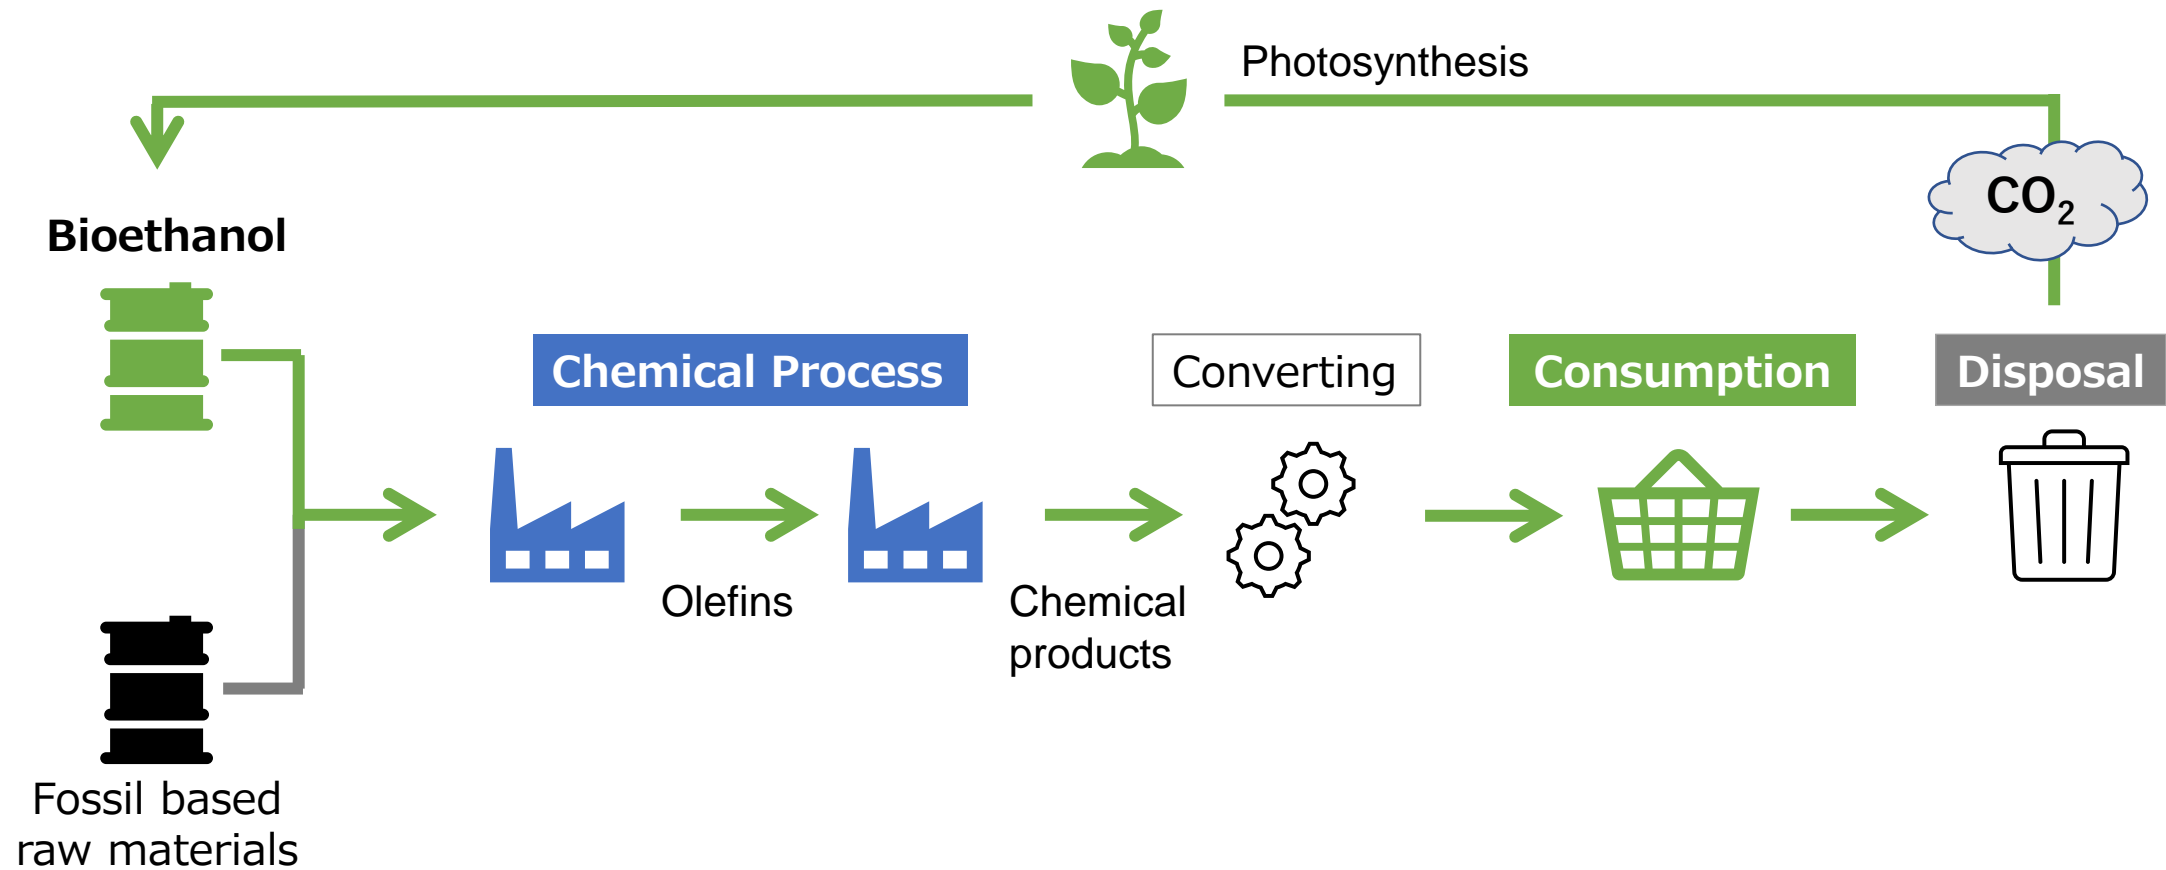 Photosynthesis
CO₂
Bioethanol
Chemical Process
Converting
Consumption
Disposal
Olefins
Chemical
products
Fossil based
raw materials